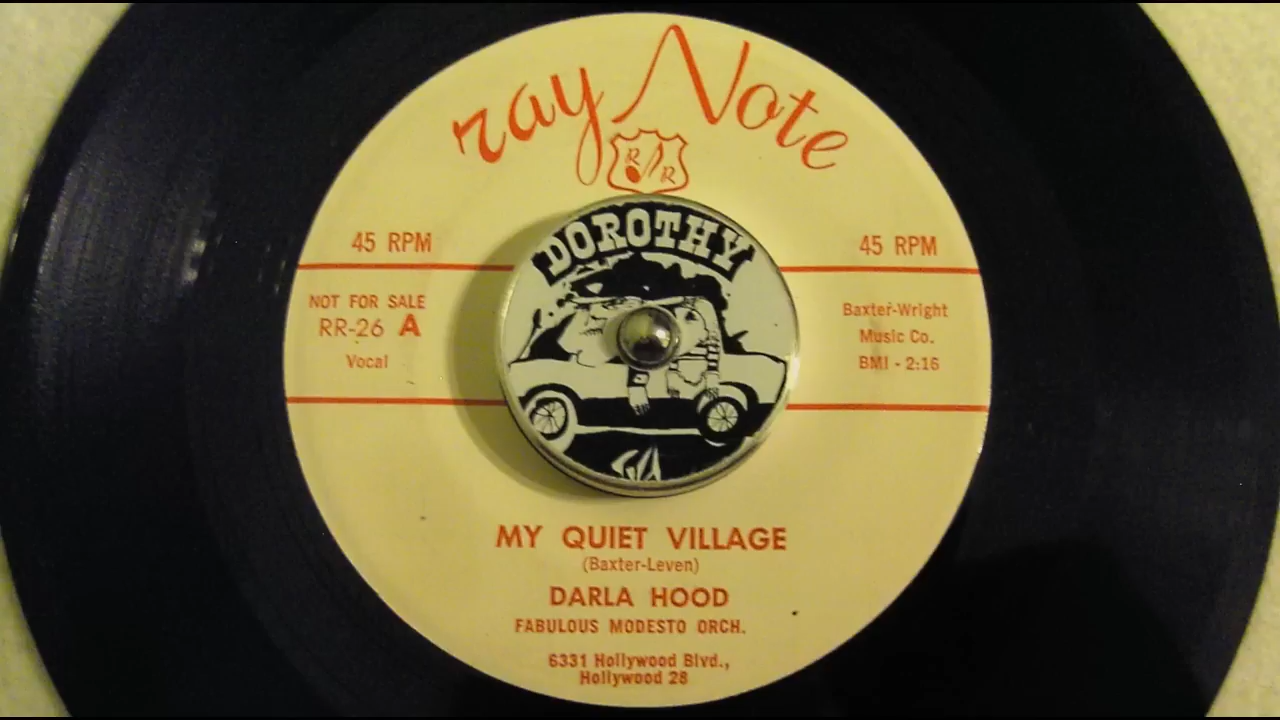 ray Note
R R
DOROTHY
45 RPM
45 RPM
NOT FOR SALE
RR-26 A
Vocal
Baxter-Wright
Music Co.
BMI - 2:16
MY QUIET VILLAGE
(Baxter-Leven)
DARLA HOOD
FABULOUS MODESTO ORCH.
6331 Hollywood Blvd.,
Hollywood 28